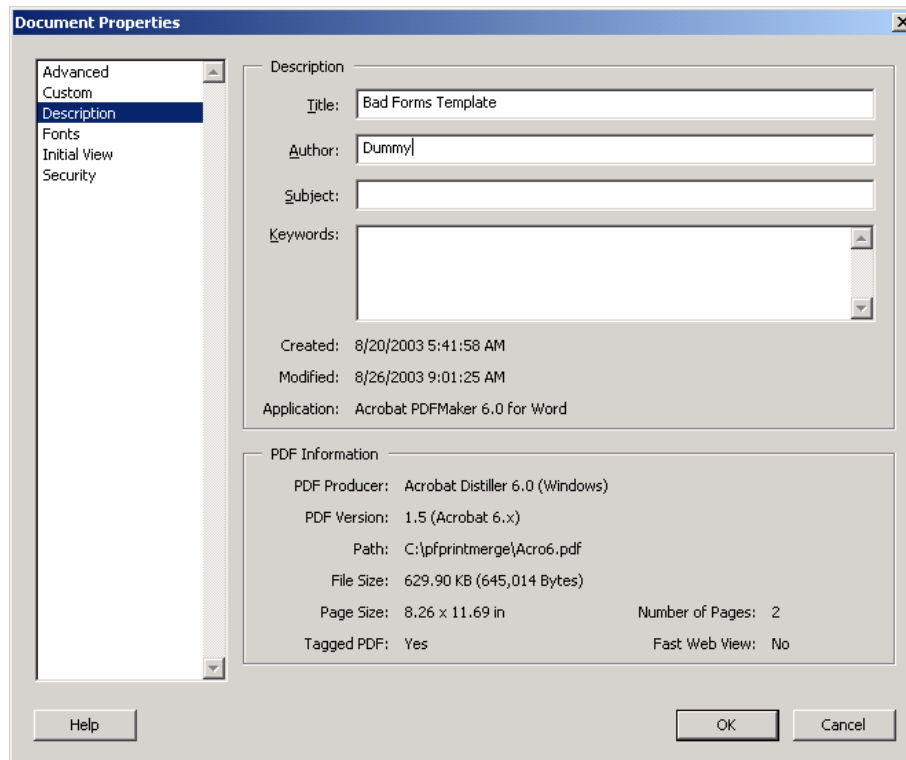 Document Properties
Advanced
Custom
Description
Fonts
Initial View
Security
Description
Title: Bad Forms Template
Author: Dummy
Subject:
Keywords:
Created: 8/20/2003 5:41:58 AM
Modified: 8/26/2003 9:01:25 AM
Application: Acrobat PDFMaker 6.0 for Word
PDF Information
PDF Producer: Acrobat Distiller 6.0 (Windows)
PDF Version: 1.5 (Acrobat 6.x)
Path: C:\pfprintmerge\Acro6.pdf
File Size: 629.90 KB (645,014 Bytes)
Page Size: 8.26 x 11.69 in Number of Pages: 2
Tagged PDF: Yes Fast Web View: No
Help OK Cancel